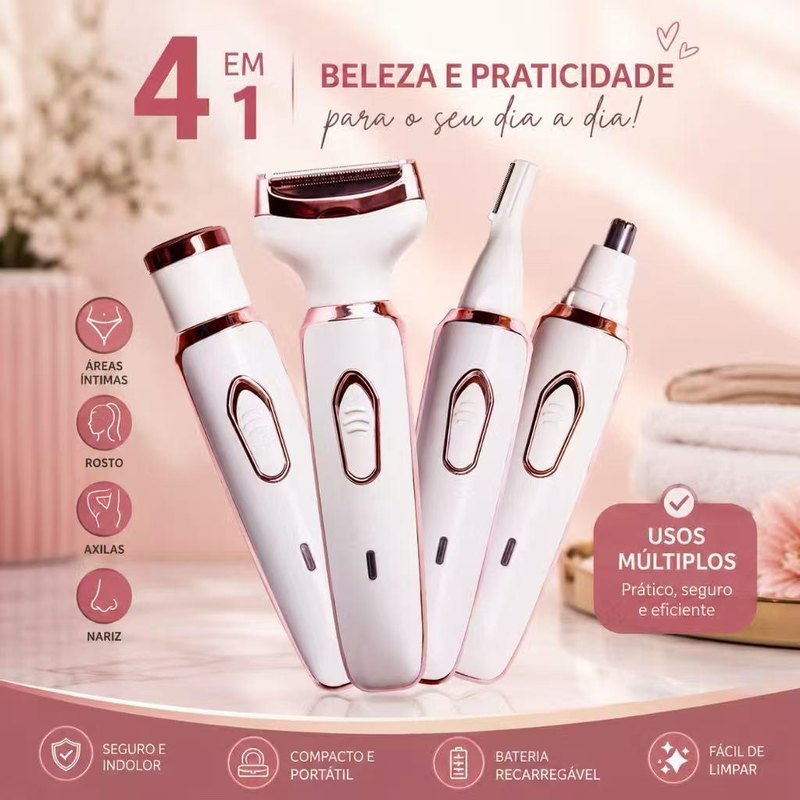 4 EM 1
BELEZA E PRATICIDADE
para o seu dia a dia!
ÁREAS
ÍNTIMAS
ROSTO
AXILAS
NARIZ
USOS
MÚLTIPLOS
Prático, seguro
e eficiente
SEGURO E
INDOLOR
COMPACTO E
PORTÁTIL
BATERIA
RECARREGÁVEL
FÁCIL DE
LIMPAR